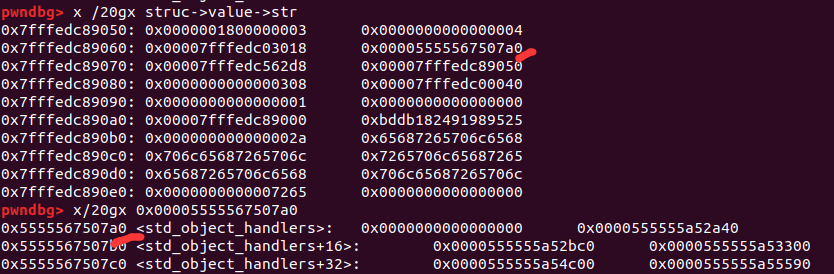 pwndbg> x /20gx struc->value->str
0x7fffedc89050: 0x0000001800000003 0x0000000000000004
0x7fffedc89060: 0x00007fffedc03018 0x00005555567507a0
0x7fffedc89070: 0x00007fffedc562d8 0x00007fffedc89050
0x7fffedc89080: 0x0000000000000308 0x00007fffedc00040
0x7fffedc89090: 0x0000000000000001 0x0000000000000000
0x7fffedc890a0: 0x00007fffedc89000 0xbddb182491989525
0x7fffedc890b0: 0x000000000000002a 0x65687265706c6568
0x7fffedc890c0: 0x706c65687265706c 0x7265706c65687265
0x7fffedc890d0: 0x65687265706c6568 0x706c65687265706c
0x7fffedc890e0: 0x0000000000007265 0x0000000000000000
pwndbg> x/20gx 0x00005555567507a0
0x5555567507a0 <std_object_handlers>: 0x0000000000000000 0x0000555555a52a40
0x5555567507b0 <std_object_handlers+16>: 0x0000555555a52bc0 0x0000555555a53300
0x5555567507c0 <std_object_handlers+32>: 0x0000555555a54c00 0x0000555555a55590